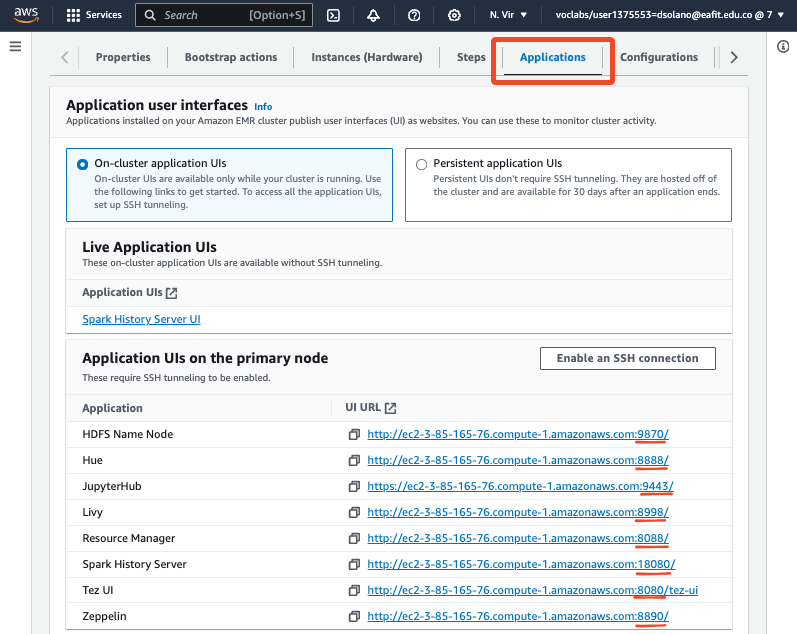 aws Services Search [Option+S] N. Vir voclabs/user1375553=dsolano@eafit.edu.co @ 7
Properties Bootstrap actions Instances (Hardware) Steps Applications Configurations
Application user interfaces Info
Applications installed on your Amazon EMR cluster publish user interfaces (UI) as websites. You can use these to monitor cluster activity.
On-cluster application UIs
On-cluster UIs are available only while your cluster is running. Use
the following links to get started. To access all the application UIs,
set up SSH tunneling.
Persistent application UIs
Persistent UIs don't require SSH tunneling. They are hosted off of
the cluster and are available for 30 days after an application ends.
Live Application UIs
These on-cluster application UIs are available without SSH tunneling.
Application UIs
Spark History Server UI
Application UIs on the primary node
These require SSH tunneling to be enabled.
Enable an SSH connection
Application UI URL
HDFS Name Node http://ec2-3-85-165-76.compute-1.amazonaws.com:9870/
Hue http://ec2-3-85-165-76.compute-1.amazonaws.com:8888/
JupyterHub https://ec2-3-85-165-76.compute-1.amazonaws.com:9443/
Livy http://ec2-3-85-165-76.compute-1.amazonaws.com:8998/
Resource Manager http://ec2-3-85-165-76.compute-1.amazonaws.com:8088/
Spark History Server http://ec2-3-85-165-76.compute-1.amazonaws.com:18080/
Tez UI http://ec2-3-85-165-76.compute-1.amazonaws.com:8080/tez-ui
Zeppelin http://ec2-3-85-165-76.compute-1.amazonaws.com:8890/